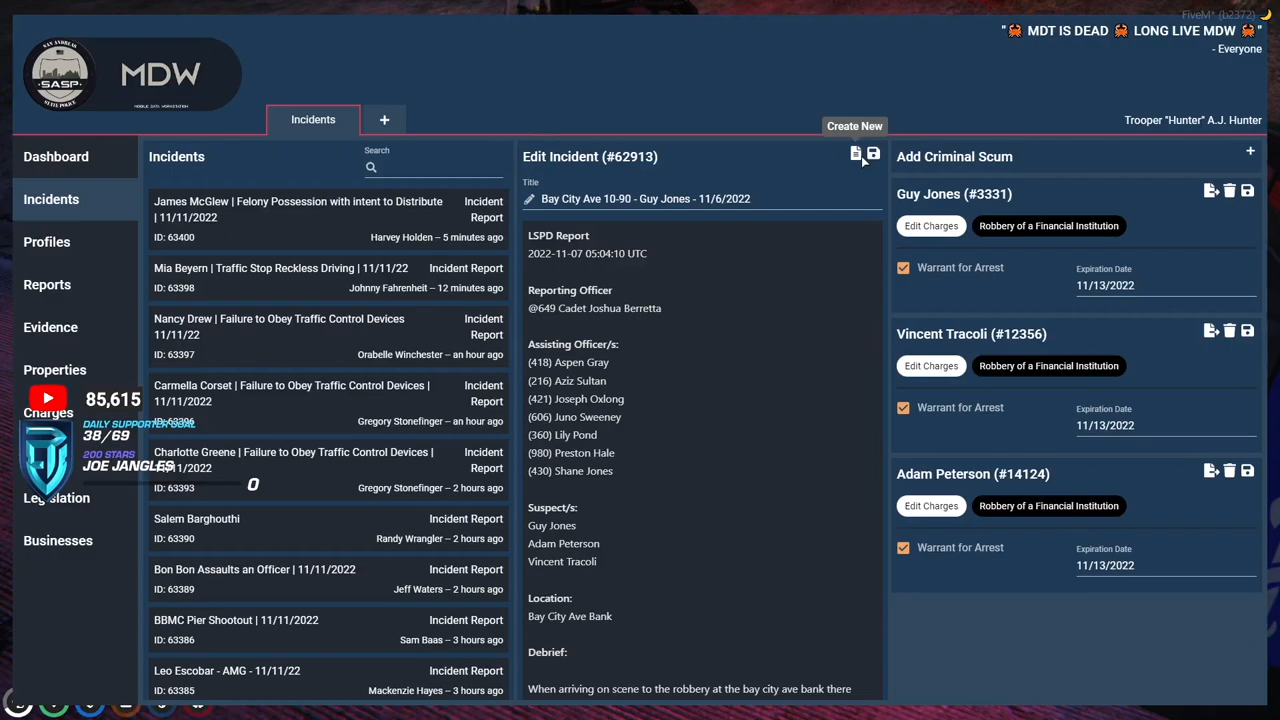 FiveM* (b2372)
" MDT IS DEAD LONG LIVE MDW "
- Everyone
SAN ANDREAS
SASP
STATE POLICE
MDW
MOBILE DATA WORKSTATION
Incidents
+
Create New
Trooper "Hunter" A.J. Hunter
Dashboard
Incidents
Profiles
Reports
Evidence
Properties
Charges
Legislation
Businesses
85,615
DAILY SUPPORTER GOAL
38/69
200 STARS
JOE JANGLES
0
Incidents
Search
James McGlew | Felony Possession with intent to Distribute
| 11/11/2022
Incident
Report
ID: 63400
Harvey Holden – 5 minutes ago
Mia Beyern | Traffic Stop Reckless Driving | 11/11/22
Incident Report
ID: 63398
Johnny Fahrenheit – 12 minutes ago
Nancy Drew | Failure to Obey Traffic Control Devices
11/11/22
Incident
Report
ID: 63397
Orabelle Winchester – an hour ago
Carmella Corset | Failure to Obey Traffic Control Devices |
11/11/2022
Incident
Report
Gregory Stonefinger – an hour ago
Charlotte Greene | Failure to Obey Traffic Control Devices |
Incident
Report
ID: 63393
Gregory Stonefinger – 2 hours ago
Salem Barghouthi
Incident Report
ID: 63390
Randy Wrangler – 2 hours ago
Bon Bon Assaults an Officer | 11/11/2022
Incident Report
ID: 63389
Jeff Waters – 2 hours ago
BBMC Pier Shootout | 11/11/2022
Incident Report
ID: 63386
Sam Baas – 3 hours ago
Leo Escobar - AMG - 11/11/22
Incident Report
ID: 63385
Mackenzie Hayes – 3 hours ago
Edit Incident (#62913)
Title
Bay City Ave 10-90 - Guy Jones - 11/6/2022
LSPD Report
2022-11-07 05:04:10 UTC
Reporting Officer
@649 Cadet Joshua Berretta
Assisting Officer/s:
(418) Aspen Gray
(216) Aziz Sultan
(421) Joseph Oxlong
(606) Juno Sweeney
(360) Lily Pond
(980) Preston Hale
(430) Shane Jones
Suspect/s:
Guy Jones
Adam Peterson
Vincent Tracoli
Location:
Bay City Ave Bank
Debrief:
When arriving on scene to the robbery at the bay city ave bank there
Add Criminal Scum
+
Guy Jones (#3331)
Edit Charges
Robbery of a Financial Institution
Warrant for Arrest
Expiration Date
11/13/2022
Vincent Tracoli (#12356)
Edit Charges
Robbery of a Financial Institution
Warrant for Arrest
Expiration Date
11/13/2022
Adam Peterson (#14124)
Edit Charges
Robbery of a Financial Institution
Warrant for Arrest
Expiration Date
11/13/2022